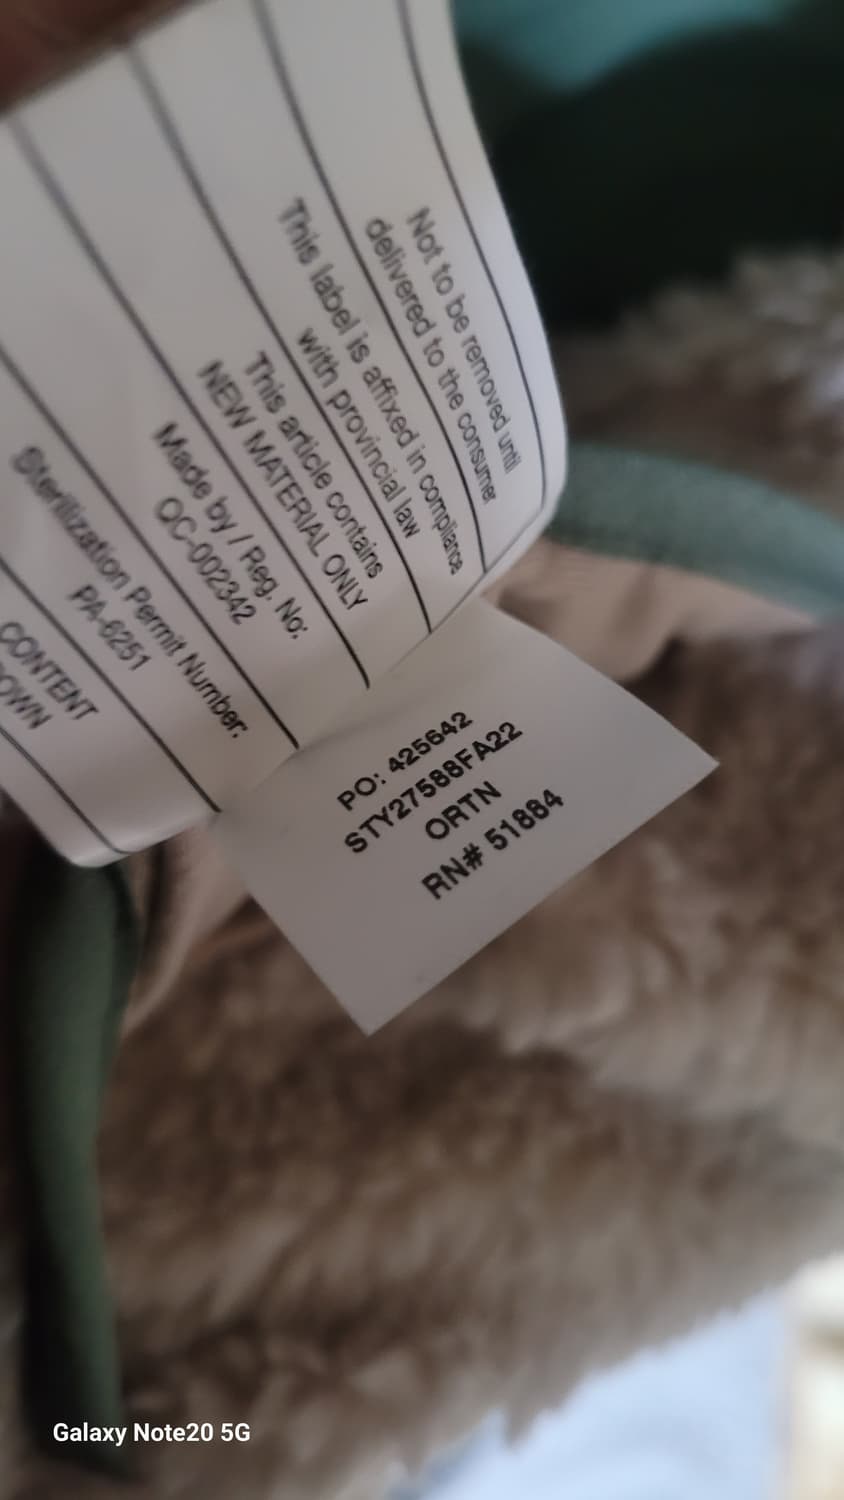 Not to be removed until
delivered to the consumer
This label is affixed in compliance
with provincial law
This article contains
NEW MATERIAL ONLY
Made by / Reg. No:
QC-002342
Sterilization Permit Number:
PA-6251
CONTENT
DOWN
PO: 425642
STY27588FA22
ORTN
RN# 51884
Galaxy Note20 5G